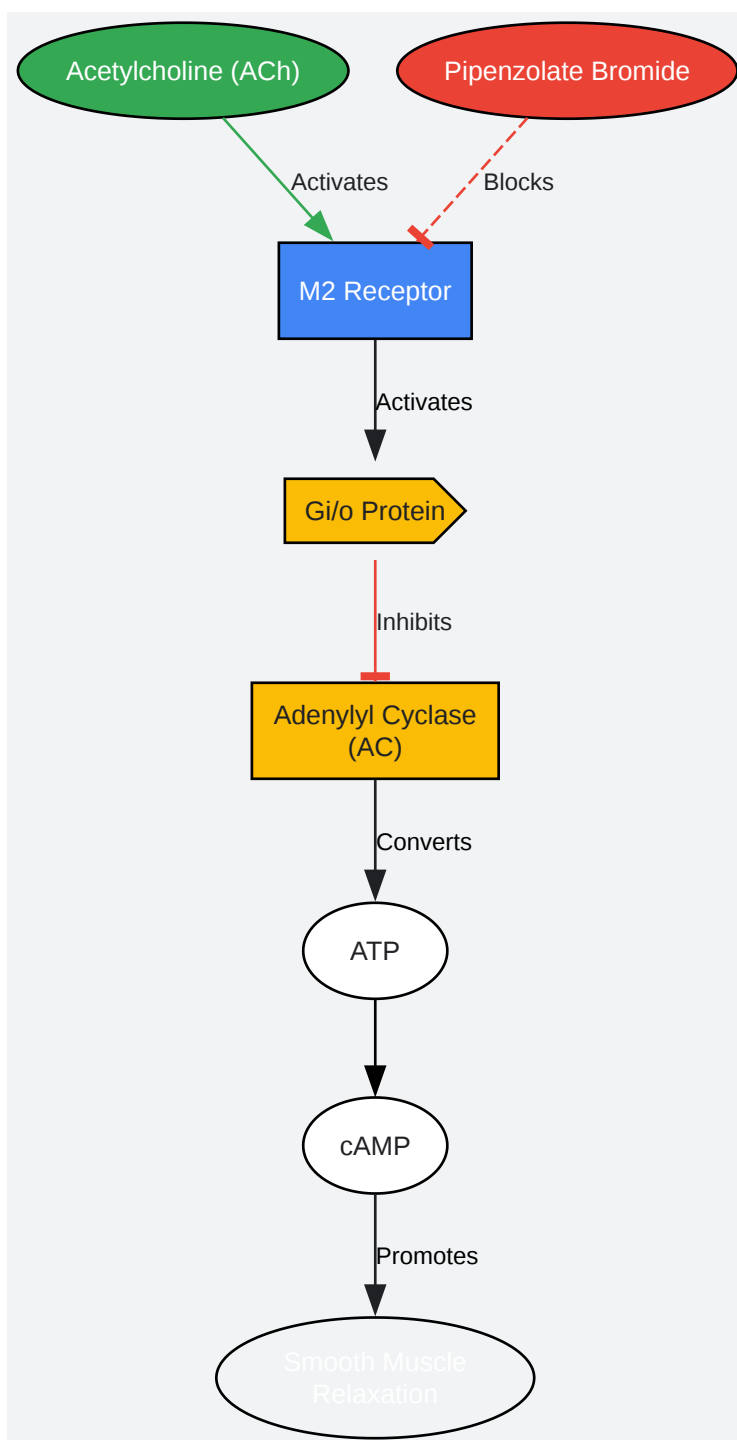 Acetylcholine (ACh)
Pipenzolate Bromide
Activates
Blocks
M2 Receptor
Activates
Gi/o Protein
Inhibits
Adenylyl Cyclase
(AC)
Converts
ATP
cAMP
Promotes
Smooth Muscle
Relaxation